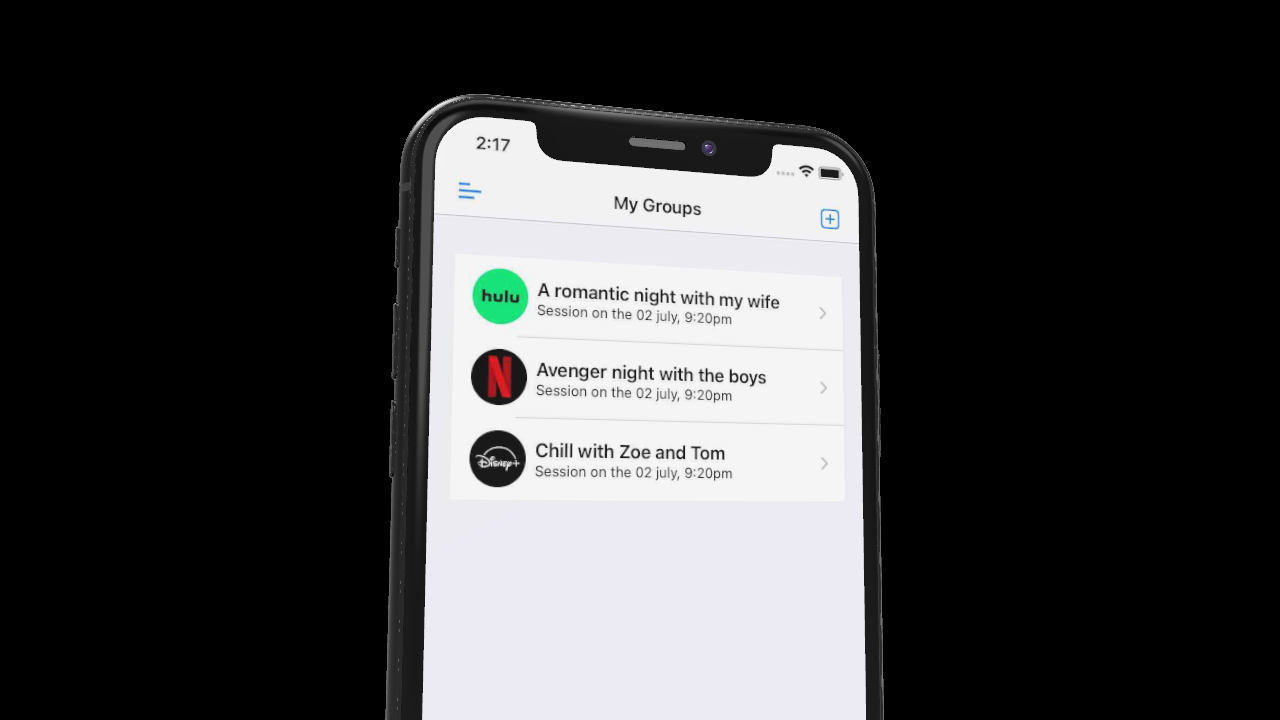 2:17
My Groups
hulu
A romantic night with my wife
Session on the 02 july, 9:20pm
N
Avenger night with the boys
Session on the 02 july, 9:20pm
Disney+
Chill with Zoe and Tom
Session on the 02 july, 9:20pm